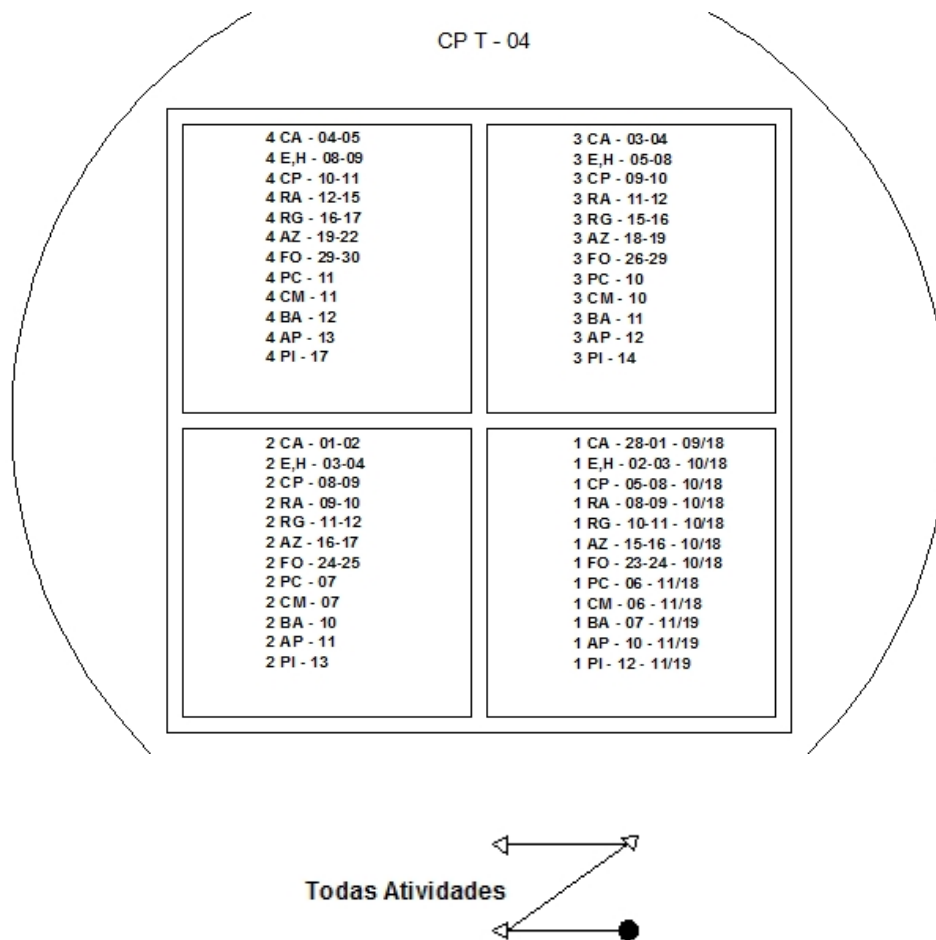 CP T - 04
4 CA - 04-05
4 E,H - 08-09
4 CP - 10-11
4 RA - 12-15
4 RG - 16-17
4 AZ - 19-22
4 FO - 29-30
4 PC - 11
4 CM - 11
4 BA - 12
4 AP - 13
4 PI - 17
3 CA - 03-04
3 E,H - 05-08
3 CP - 09-10
3 RA - 11-12
3 RG - 15-16
3 AZ - 18-19
3 FO - 26-29
3 PC - 10
3 CM - 10
3 BA - 11
3 AP - 12
3 PI - 14
2 CA - 01-02
2 E,H - 03-04
2 CP - 08-09
2 RA - 09-10
2 RG - 11-12
2 AZ - 16-17
2 FO - 24-25
2 PC - 07
2 CM - 07
2 BA - 10
2 AP - 11
2 PI - 13
1 CA - 28-01 - 09/18
1 E,H - 02-03 - 10/18
1 CP - 05-08 - 10/18
1 RA - 08-09 - 10/18
1 RG - 10-11 - 10/18
1 AZ - 15-16 - 10/18
1 FO - 23-24 - 10/18
1 PC - 06 - 11/18
1 CM - 06 - 11/18
1 BA - 07 - 11/19
1 AP - 10 - 11/19
1 PI - 12 - 11/19
Todas Atividades